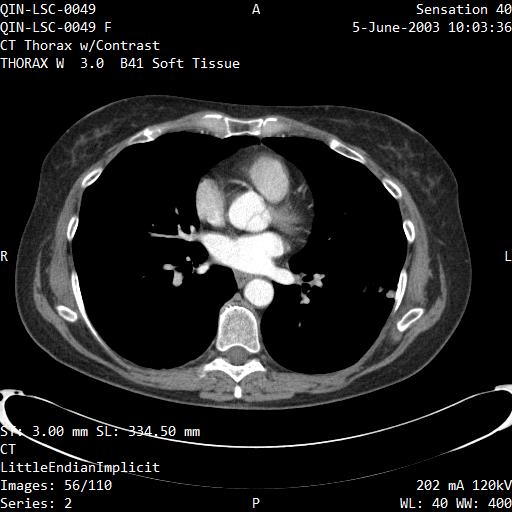 QIN-LSC-0049 A Sensation 40
QIN-LSC-0049 F 5-June-2003 10:03:36
CT Thorax w/Contrast
THORAX W 3.0 B41 Soft Tissue
R L
ST: 3.00 mm SL: 334.50 mm
CT
LittleEndianImplicit
Images: 56/110 202 mA 120kV
Series: 2 P WL: 40 WW: 400